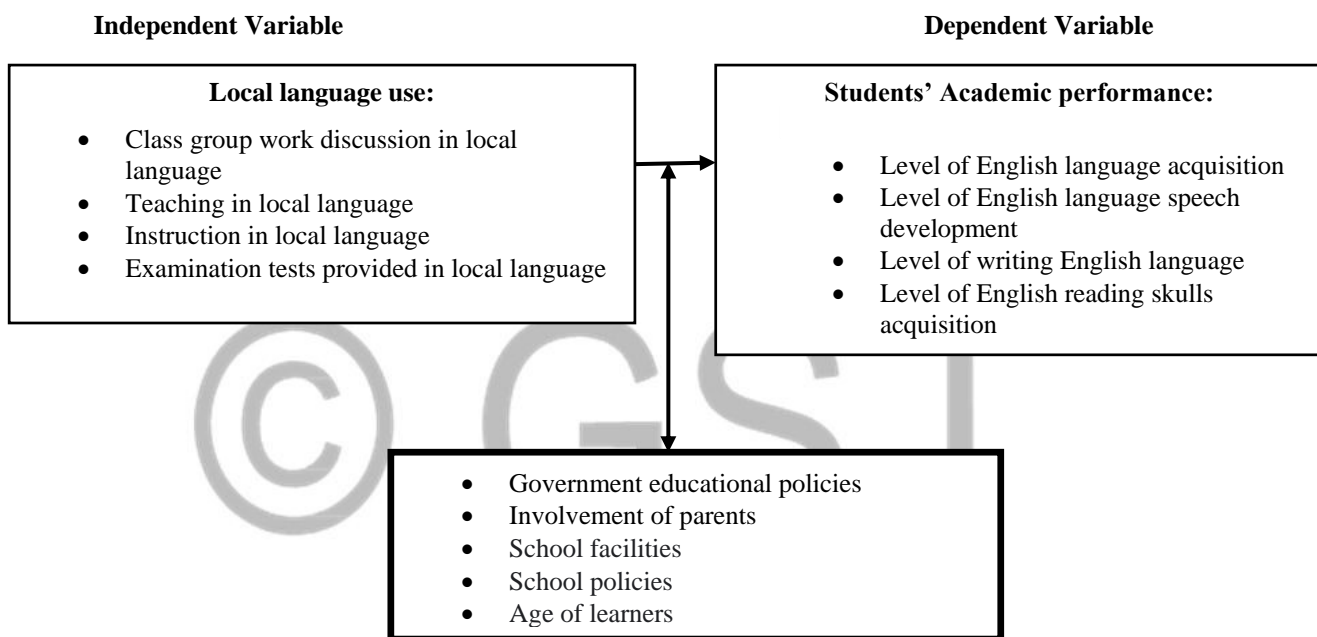 Independent Variable
Dependent Variable
Local language use:
• Class group work discussion in local
language
• Teaching in local language
• Instruction in local language
• Examination tests provided in local language
Students’ Academic performance:
• Level of English language acquisition
• Level of English language speech
development
• Level of writing English language
• Level of English reading skulls
acquisition
© GSJ
• Government educational policies
• Involvement of parents
• School facilities
• School policies
• Age of learners